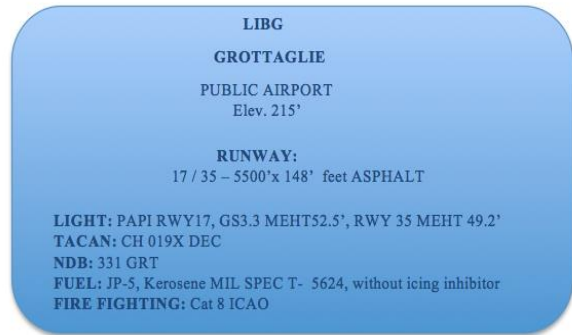 LIBG
GROTTAGLIE
PUBLIC AIRPORT
Elev. 215’
RUNWAY:
17 / 35 – 5500’x 148’ feet ASPHALT
LIGHT: PAPI RWY17, GS3.3 MEHT52.5’, RWY 35 MEHT 49.2’
TACAN: CH 019X DEC
NDB: 331 GRT
FUEL: JP-5, Kerosene MIL SPEC T- 5624, without icing inhibitor
FIRE FIGHTING: Cat 8 ICAO